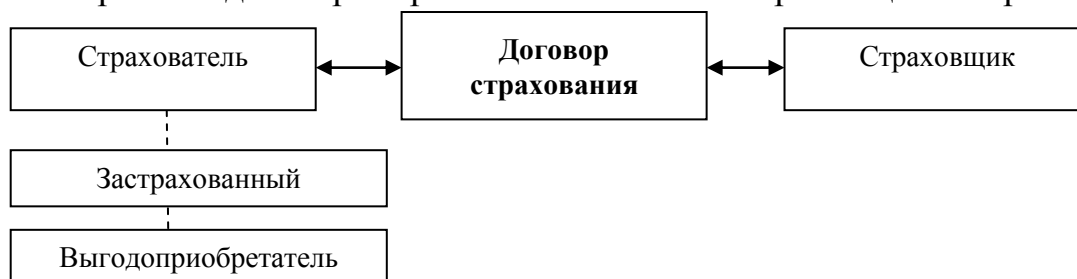 Страхователь
Договор
страхования
Страховщик
Застрахованный
Выгодоприобретатель